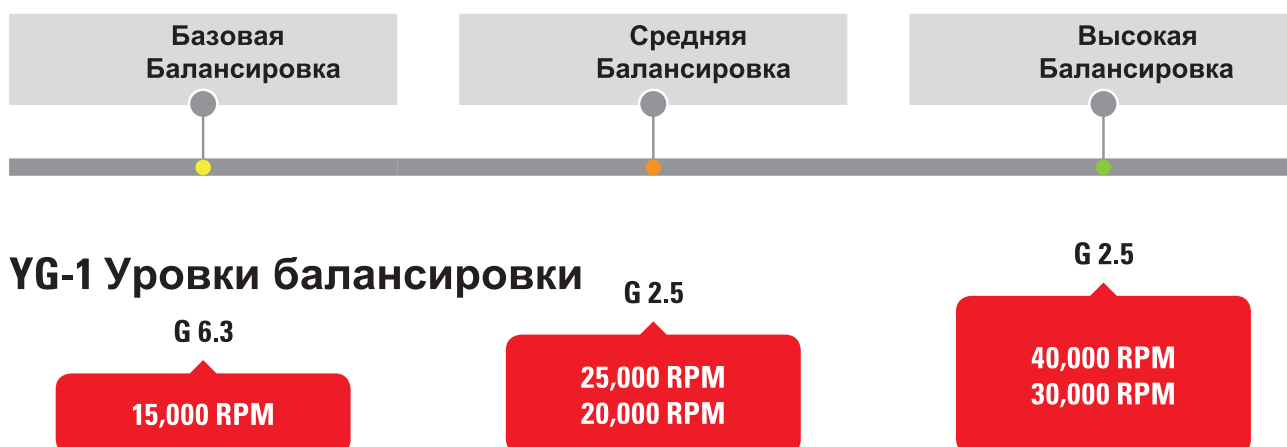 Базовая
Балансировка
Средняя
Балансировка
Высокая
Балансировка
YG-1 Уровки балансировки
G 6.3
15,000 RPM
G 2.5
25,000 RPM
20,000 RPM
G 2.5
40,000 RPM
30,000 RPM